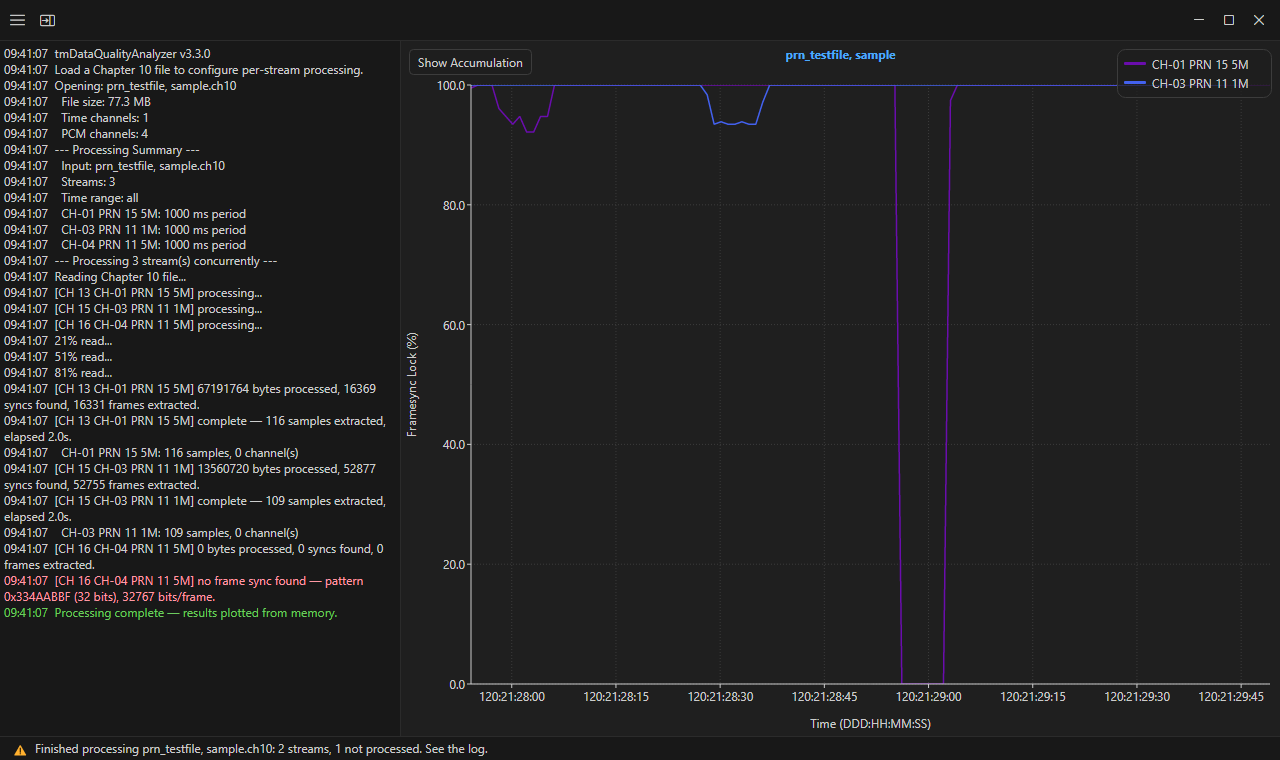 09:41:07 tmDataQualityAnalyzer v3.3.0
09:41:07 Load a Chapter 10 file to configure per-stream processing.
09:41:07 Opening: prn_testfile, sample.ch10
09:41:07 File size: 77.3 MB
09:41:07 Time channels: 1
09:41:07 PCM channels: 4
09:41:07 --- Processing Summary ---
09:41:07 Input: prn_testfile, sample.ch10
09:41:07 Streams: 3
09:41:07 Time range: all
09:41:07 CH-01 PRN 15 5M: 1000 ms period
09:41:07 CH-03 PRN 11 1M: 1000 ms period
09:41:07 CH-04 PRN 11 5M: 1000 ms period
09:41:07 --- Processing 3 stream(s) concurrently ---
09:41:07 Reading Chapter 10 file...
09:41:07 [CH 13 CH-01 PRN 15 5M] processing...
09:41:07 [CH 15 CH-03 PRN 11 1M] processing...
09:41:07 [CH 16 CH-04 PRN 11 5M] processing...
09:41:07 21% read...
09:41:07 51% read...
09:41:07 81% read...
09:41:07 [CH 13 CH-01 PRN 15 5M] 67191764 bytes processed, 16369
syncs found, 16331 frames extracted.
09:41:07 [CH 13 CH-01 PRN 15 5M] complete — 116 samples extracted,
elapsed 2.0s.
09:41:07 CH-01 PRN 15 5M: 116 samples, 0 channel(s)
09:41:07 [CH 15 CH-03 PRN 11 1M] 13560720 bytes processed, 52877
syncs found, 52755 frames extracted.
09:41:07 [CH 15 CH-03 PRN 11 1M] complete — 109 samples extracted,
elapsed 2.0s.
09:41:07 CH-03 PRN 11 1M: 109 samples, 0 channel(s)
09:41:07 [CH 16 CH-04 PRN 11 5M] 0 bytes processed, 0 syncs found, 0
frames extracted.
09:41:07 [CH 16 CH-04 PRN 11 5M] no frame sync found — pattern
0x334AABBF (32 bits), 32767 bits/frame.
09:41:07 Processing complete — results plotted from memory.
Show Accumulation
prn_testfile, sample
CH-01 PRN 15 5M
CH-03 PRN 11 1M
100.0
80.0
60.0
40.0
20.0
0.0
Framesync Lock (%)
120:21:28:00 120:21:28:15 120:21:28:30 120:21:28:45 120:21:29:00 120:21:29:15 120:21:29:30 120:21:29:45
Time (DDD:HH:MM:SS)
Finished processing prn_testfile, sample.ch10: 2 streams, 1 not processed. See the log.